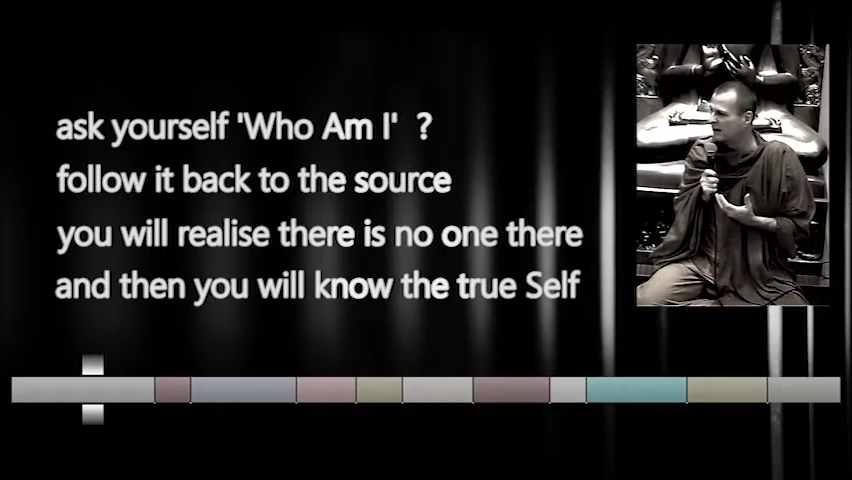 ask yourself 'Who Am I' ?
follow it back to the source
you will realise there is no one there
and then you will know the true Self